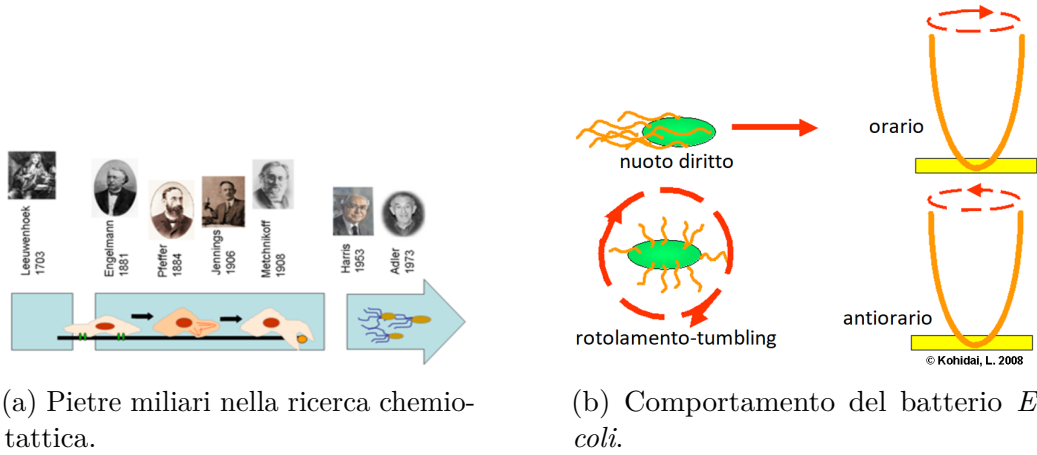 Leeuwenhoek
1703
Engelmann
1881
Pfeffer
1884
Jennings
1906
Metchnikoff
1908
Harris
1953
Adler
1973
(a) Pietre miliari nella ricerca chemio-
tattica.
nuoto diritto
orario
rotolamento-tumbling
antiorario
© Kohidai, L. 2008
(b) Comportamento del batterio E
coli.